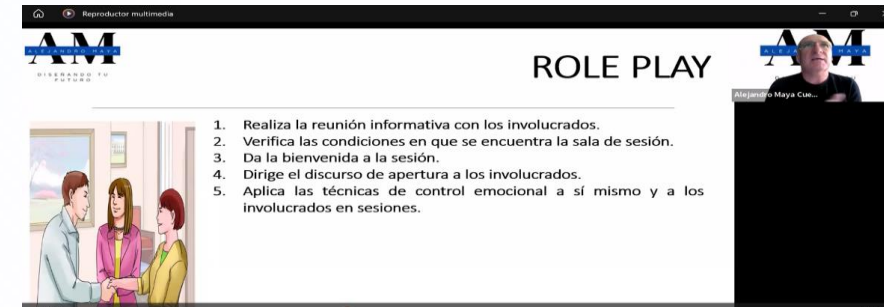 Reproductor multimedia
AM
ALEJANDRO MAYA
DISEÑANDO TU
FUTURO
ROLE PLAY
ALEJA
MAYA
Alejandro Maya Cue...
1. Realiza la reunión informativa con los involucrados.
2. Verifica las condiciones en que se encuentra la sala de sesión.
3. Da la bienvenida a la sesión.
4. Dirige el discurso de apertura a los involucrados.
5. Aplica las técnicas de control emocional a sí mismo y a los
involucrados en sesiones.